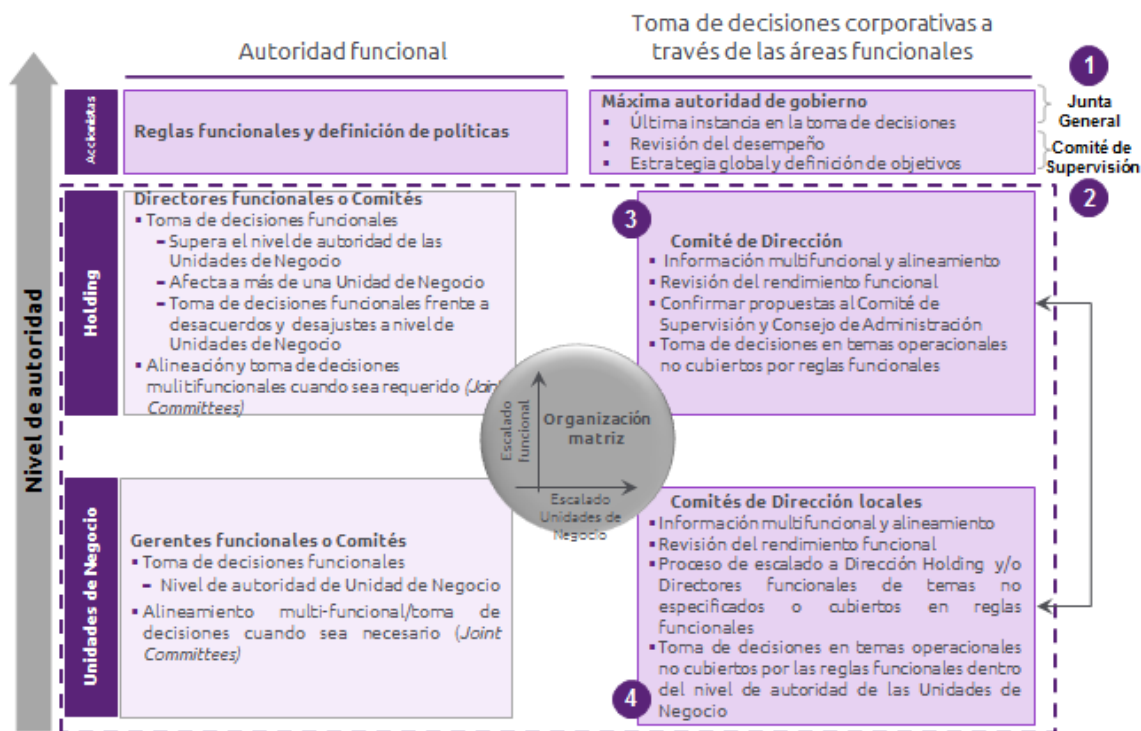 Autoridad funcional
Toma de decisiones corporativas a
través de las áreas funcionales
Nivel de autoridad
Accionistas
Reglas funcionales y definición de políticas
Máxima autoridad de gobierno
▪ Última instancia en la toma de decisiones
▪ Revisión del desempeño
▪ Estrategia global y definición de objetivos
1
Junta
General
Comité de
Supervisión
2
Holding
Directores funcionales o Comités
▪ Toma de decisiones funcionales
– Supera el nivel de autoridad de las
Unidades de Negocio
– Afecta a más de una Unidad de Negocio
– Toma de decisiones funcionales frente a
desacuerdos y desajustes a nivel de
Unidades de Negocio
▪ Alineación y toma de decisiones
mulitifuncionales cuando sea requerido (Joint
Committees)
3
Comité de Dirección
▪ Información multifuncional y alineamiento
▪ Revisión del rendimiento funcional
▪ Confirmar propuestas al Comité de
Supervisión y Consejo de Administración
▪ Toma de decisiones en temas operacionales
no cubiertos por reglas funcionales
Escalado
funcional
Organización
matriz
Escalado
Unidades de
Negocio
Unidades de Negocio
Gerentes funcionales o Comités
▪ Toma de decisiones funcionales
– Nivel de autoridad de Unidad de Negocio
▪ Alineamiento multi-funcional/toma de
decisiones cuando sea necesario (Joint
Committees)
Comités de Dirección locales
▪ Información multifuncional y alineamiento
▪ Revisión del rendimiento funcional
▪ Proceso de escalado a Dirección Holding y/o
Directores funcionales de temas no
especificados o cubiertos en reglas
funcionales
▪ Toma de decisiones en temas operacionales
no cubiertos por las reglas funcionales dentro
del nivel de autoridad de las Unidades de
Negocio
4